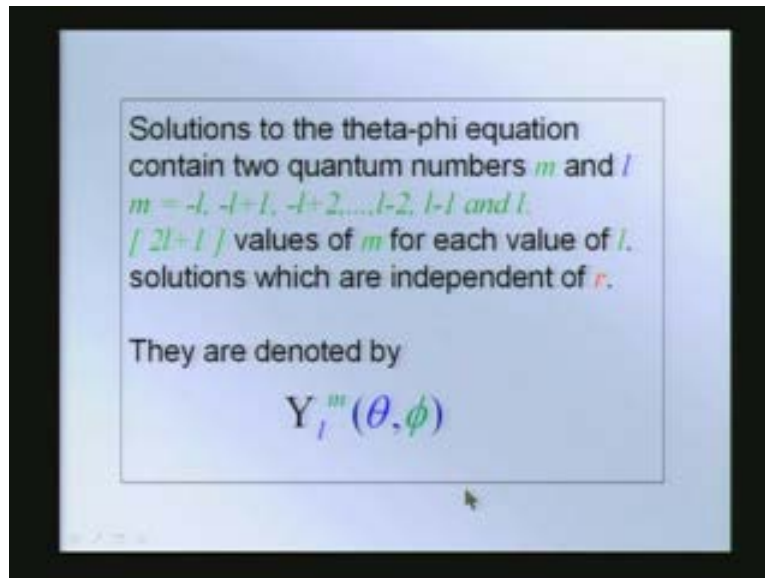 Solutions to the theta-phi equation
contain two quantum numbers m and l
m = -l, -l+1, -l+2,...,l-2, l-1 and l.
[ 2l+1 ] values of m for each value of l.
solutions which are independent of r.
They are denoted by
Y_l^m (θ,ϕ)